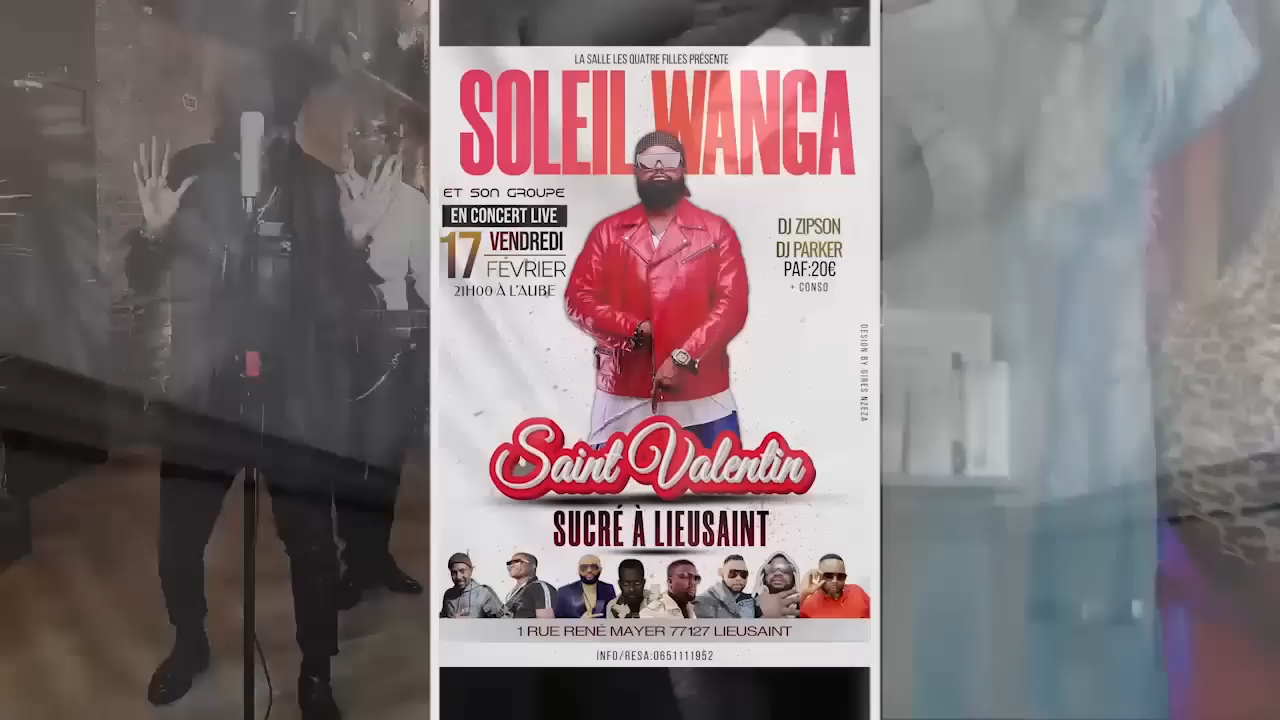 LA SALLE LES QUATRE FILLES PRÉSENTE
SOLEIL WANGA
ET SON GROUPE
EN CONCERT LIVE
17 VENDREDI
FÉVRIER
21H00 À L'AUBE
DJ ZIPSON
DJ PARKER
PAF:20€
+ CONSO
DESIGN BY DIRES NZEZA
Saint Valentin
SUCRÉ À LIEUSAINT
1 RUE RENÉ MAYER 77127 LIEUSAINT
INFO/RESA:0651111952